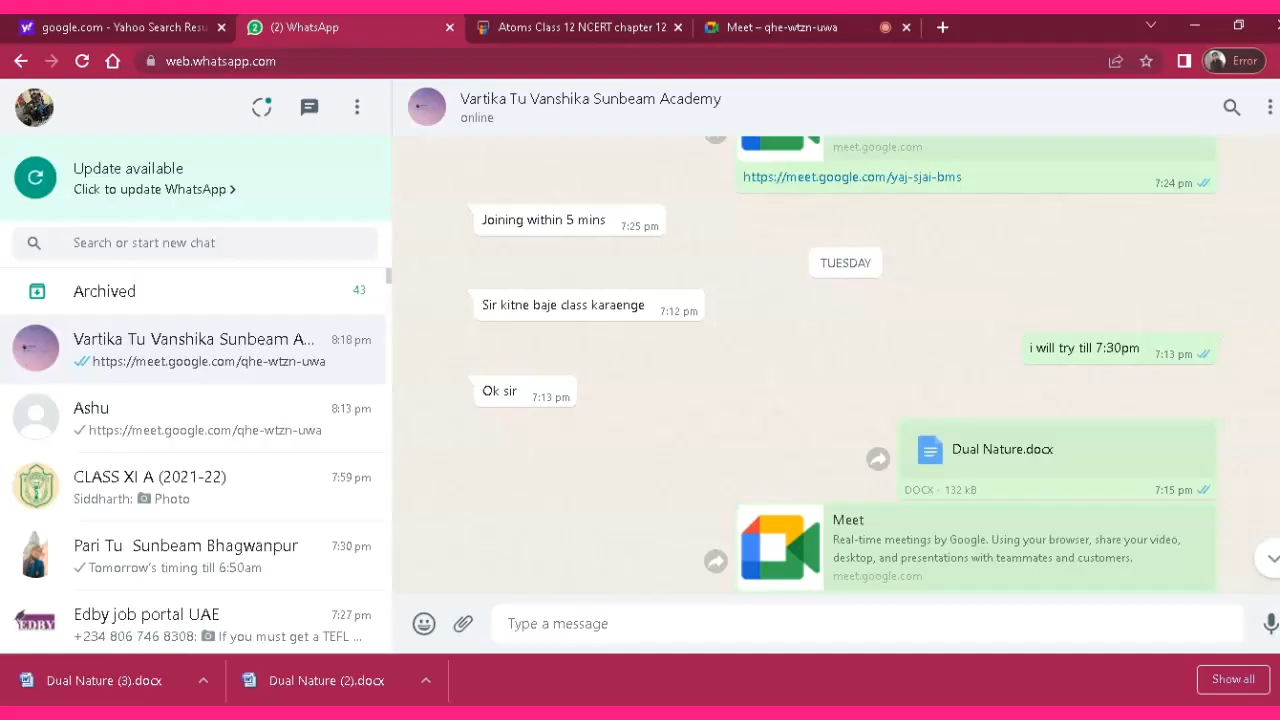 google.com - Yahoo Search Resu
(2) WhatsApp
Atoms Class 12 NCERT chapter 12
Meet – qhe-wtzn-uwa
web.whatsapp.com
Error
Update available
Click to update WhatsApp
Search or start new chat
Archived
43
Vartika Tu Vanshika Sunbeam A...
8:18 pm
https://meet.google.com/qhe-wtzn-uwa
Ashu
8:13 pm
https://meet.google.com/qhe-wtzn-uwa
CLASS XI A (2021-22)
7:59 pm
Siddharth: Photo
Pari Tu Sunbeam Bhagwanpur
7:30 pm
Tomorrow's timing till 6:50am
EDBY
Edby job portal UAE
7:27 pm
+234 806 746 8308: If you must get a TEFL ...
Vartika Tu Vanshika Sunbeam Academy
online
meet.google.com
https://meet.google.com/yaj-sjai-bms
7:24 pm
Joining within 5 mins
7:25 pm
TUESDAY
Sir kitne baje class karaenge
7:12 pm
i will try till 7:30pm
7:13 pm
Ok sir
7:13 pm
Dual Nature.docx
DOCX · 132 kB
7:15 pm
Meet
Real-time meetings by Google. Using your browser, share your video,
desktop, and presentations with teammates and customers.
meet.google.com
Type a message
Dual Nature (3).docx
Dual Nature (2).docx
Show all